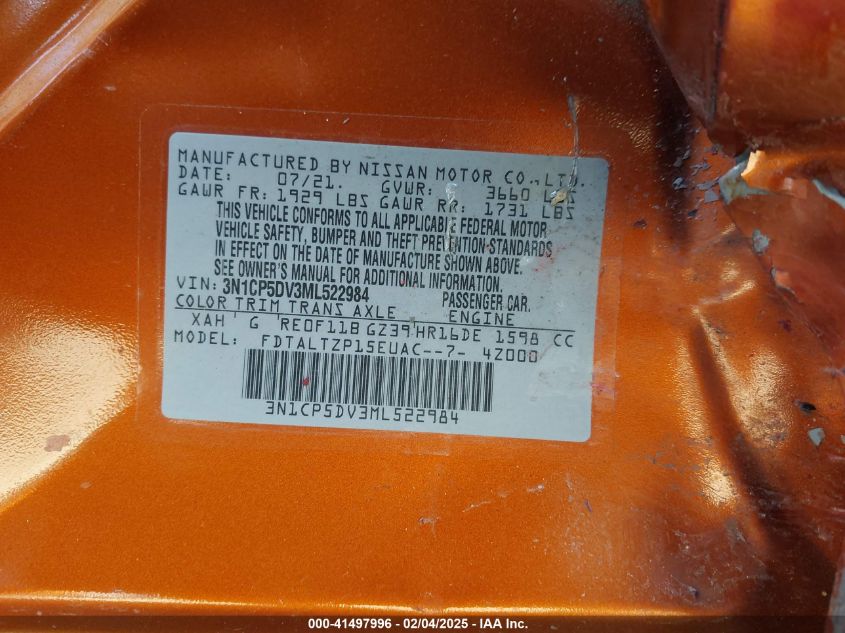 MANUFACTURED BY NISSAN MOTOR CO.,LTD.
DATE: 07/21. GVWR: 3660 LBS
GAWR FR: 1929 LBS GAWR RR: 1731 LBS
THIS VEHICLE CONFORMS TO ALL APPLICABLE FEDERAL MOTOR
VEHICLE SAFETY, BUMPER AND THEFT PREVENTION STANDARDS
IN EFFECT ON THE DATE OF MANUFACTURE SHOWN ABOVE.
SEE OWNER'S MANUAL FOR ADDITIONAL INFORMATION.
VIN: 3N1CP5DV3ML522984 PASSENGER CAR.
COLOR TRIM TRANS AXLE ENGINE
XAH G RE0F11B GZ39 HR16DE 1598 CC
MODEL: FDTALTZP15EUAC--7- 4Z000
3N1CP5DV3ML522984
000-41497996 - 02/04/2025 - IAA Inc.